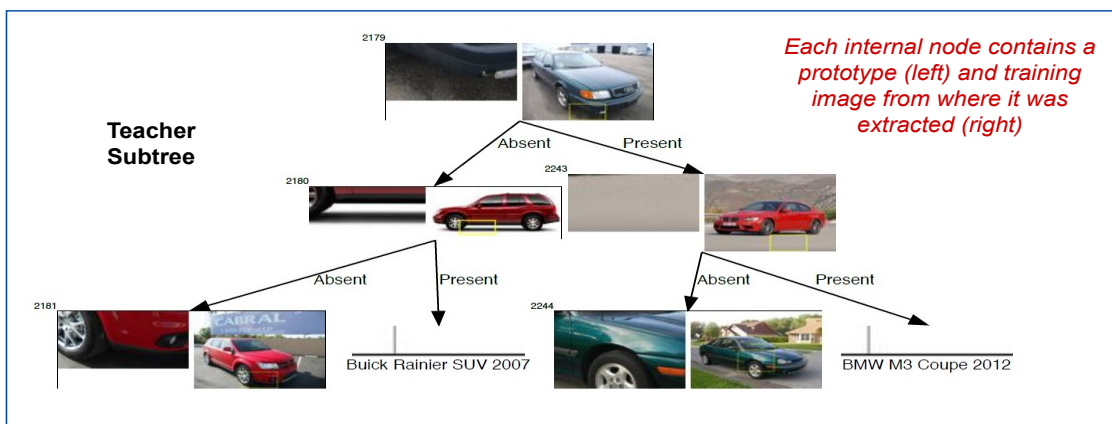 2179
Each internal node contains a
prototype (left) and training
image from where it was
extracted (right)
Teacher
Subtree
Absent
Present
2180
2243
Absent
Present
Absent
Present
2181
CABRAL
2244
Buick Rainier SUV 2007
BMW M3 Coupe 2012